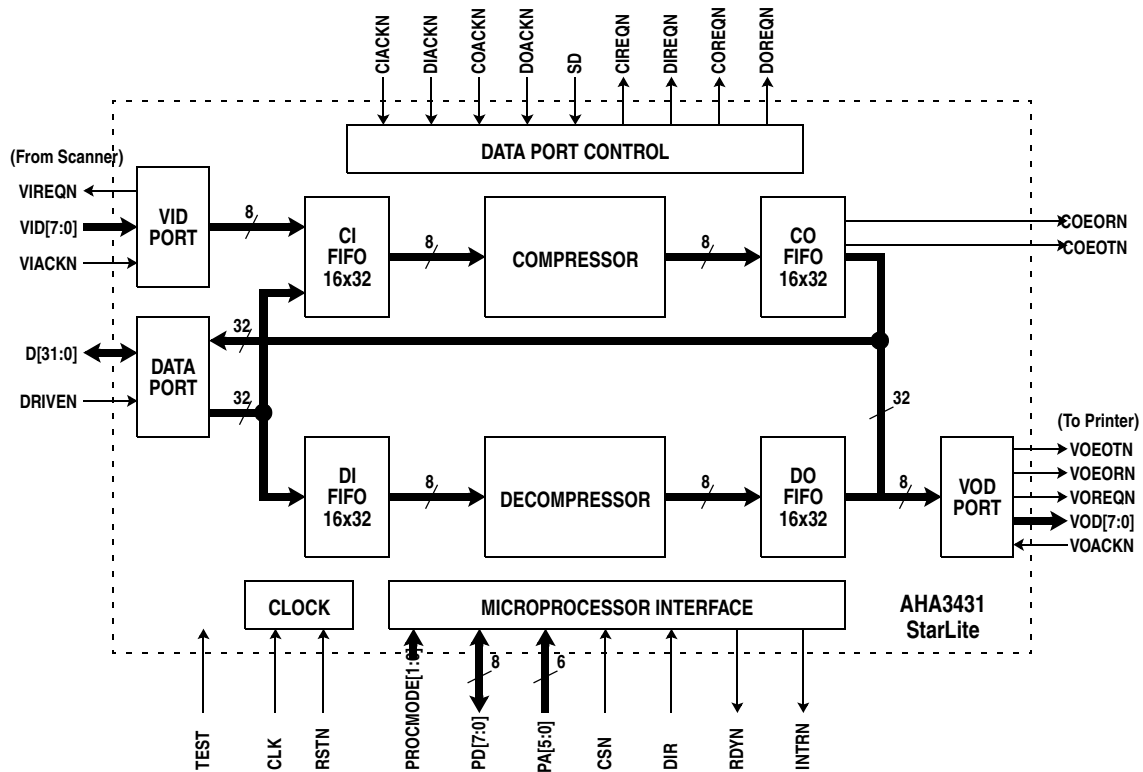 CIACKN
DIACKN
COACKN
DOACKN
SD
CIREQN
DIREQN
COREQN
DOREQN
DATA PORT CONTROL
(From Scanner)
VIREQN
VID[7:0]
VIACKN
VID
PORT
8
CI
FIFO
16x32
8
COMPRESSOR
8
CO
FIFO
16x32
COEORN
COEOTN
D[31:0]
DRIVEN
DATA
PORT
32
32
32
DI
FIFO
16x32
8
DECOMPRESSOR
8
DO
FIFO
16x32
8
VOD
PORT
(To Printer)
VOEOTN
VOEORN
VOREQN
VOD[7:0]
VOACKN
CLOCK
MICROPROCESSOR INTERFACE
AHA3431
StarLite
TEST
CLK
RSTN
PROCMODE[1:0]
8
PD[7:0]
6
PA[5:0]
CSN
DIR
RDYN
INTRN